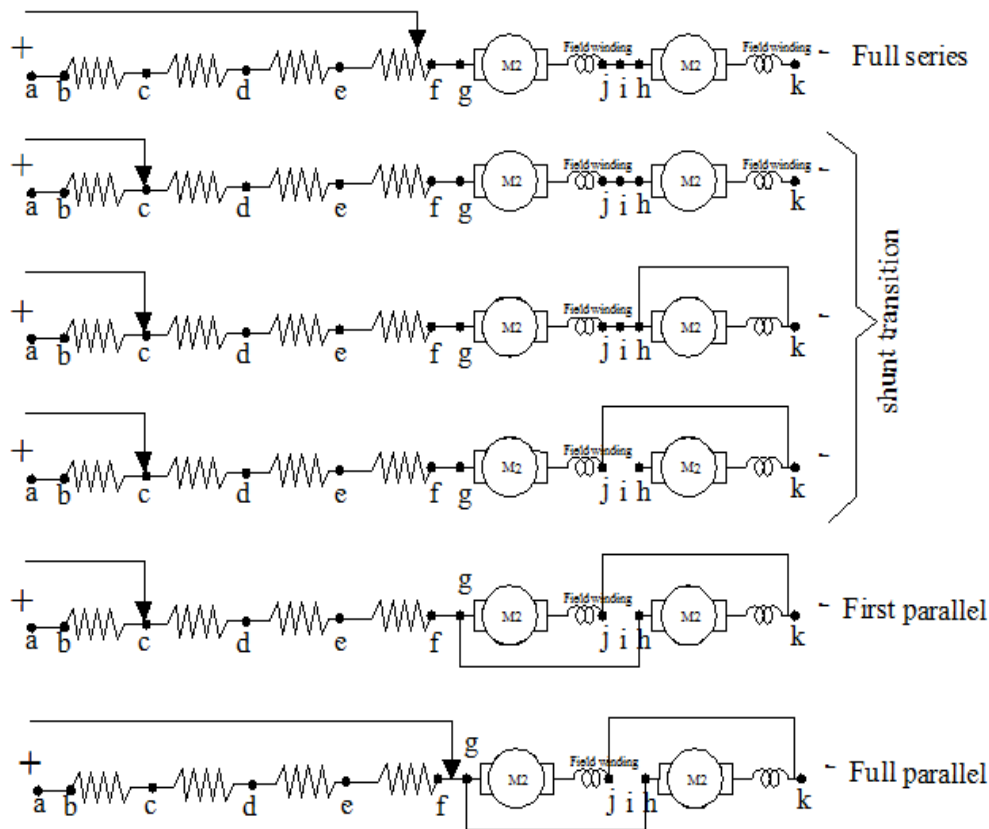 + Field winding Field winding - Full series
M2 M2
a b c d e f g j i h k
+ Field winding Field winding -
M2 M2
a b c d e f g j i h k
+ Field winding -
M2 M2
a b c d e f g j i h k
+ Field winding -
M2 M2
a b c d e f g j i h k
shunt transition
g
+ Field winding - First parallel
M2 M2
a b c d e f j i h k
g
+ Field winding - Full parallel
M2 M2
a b c d e f j i h k